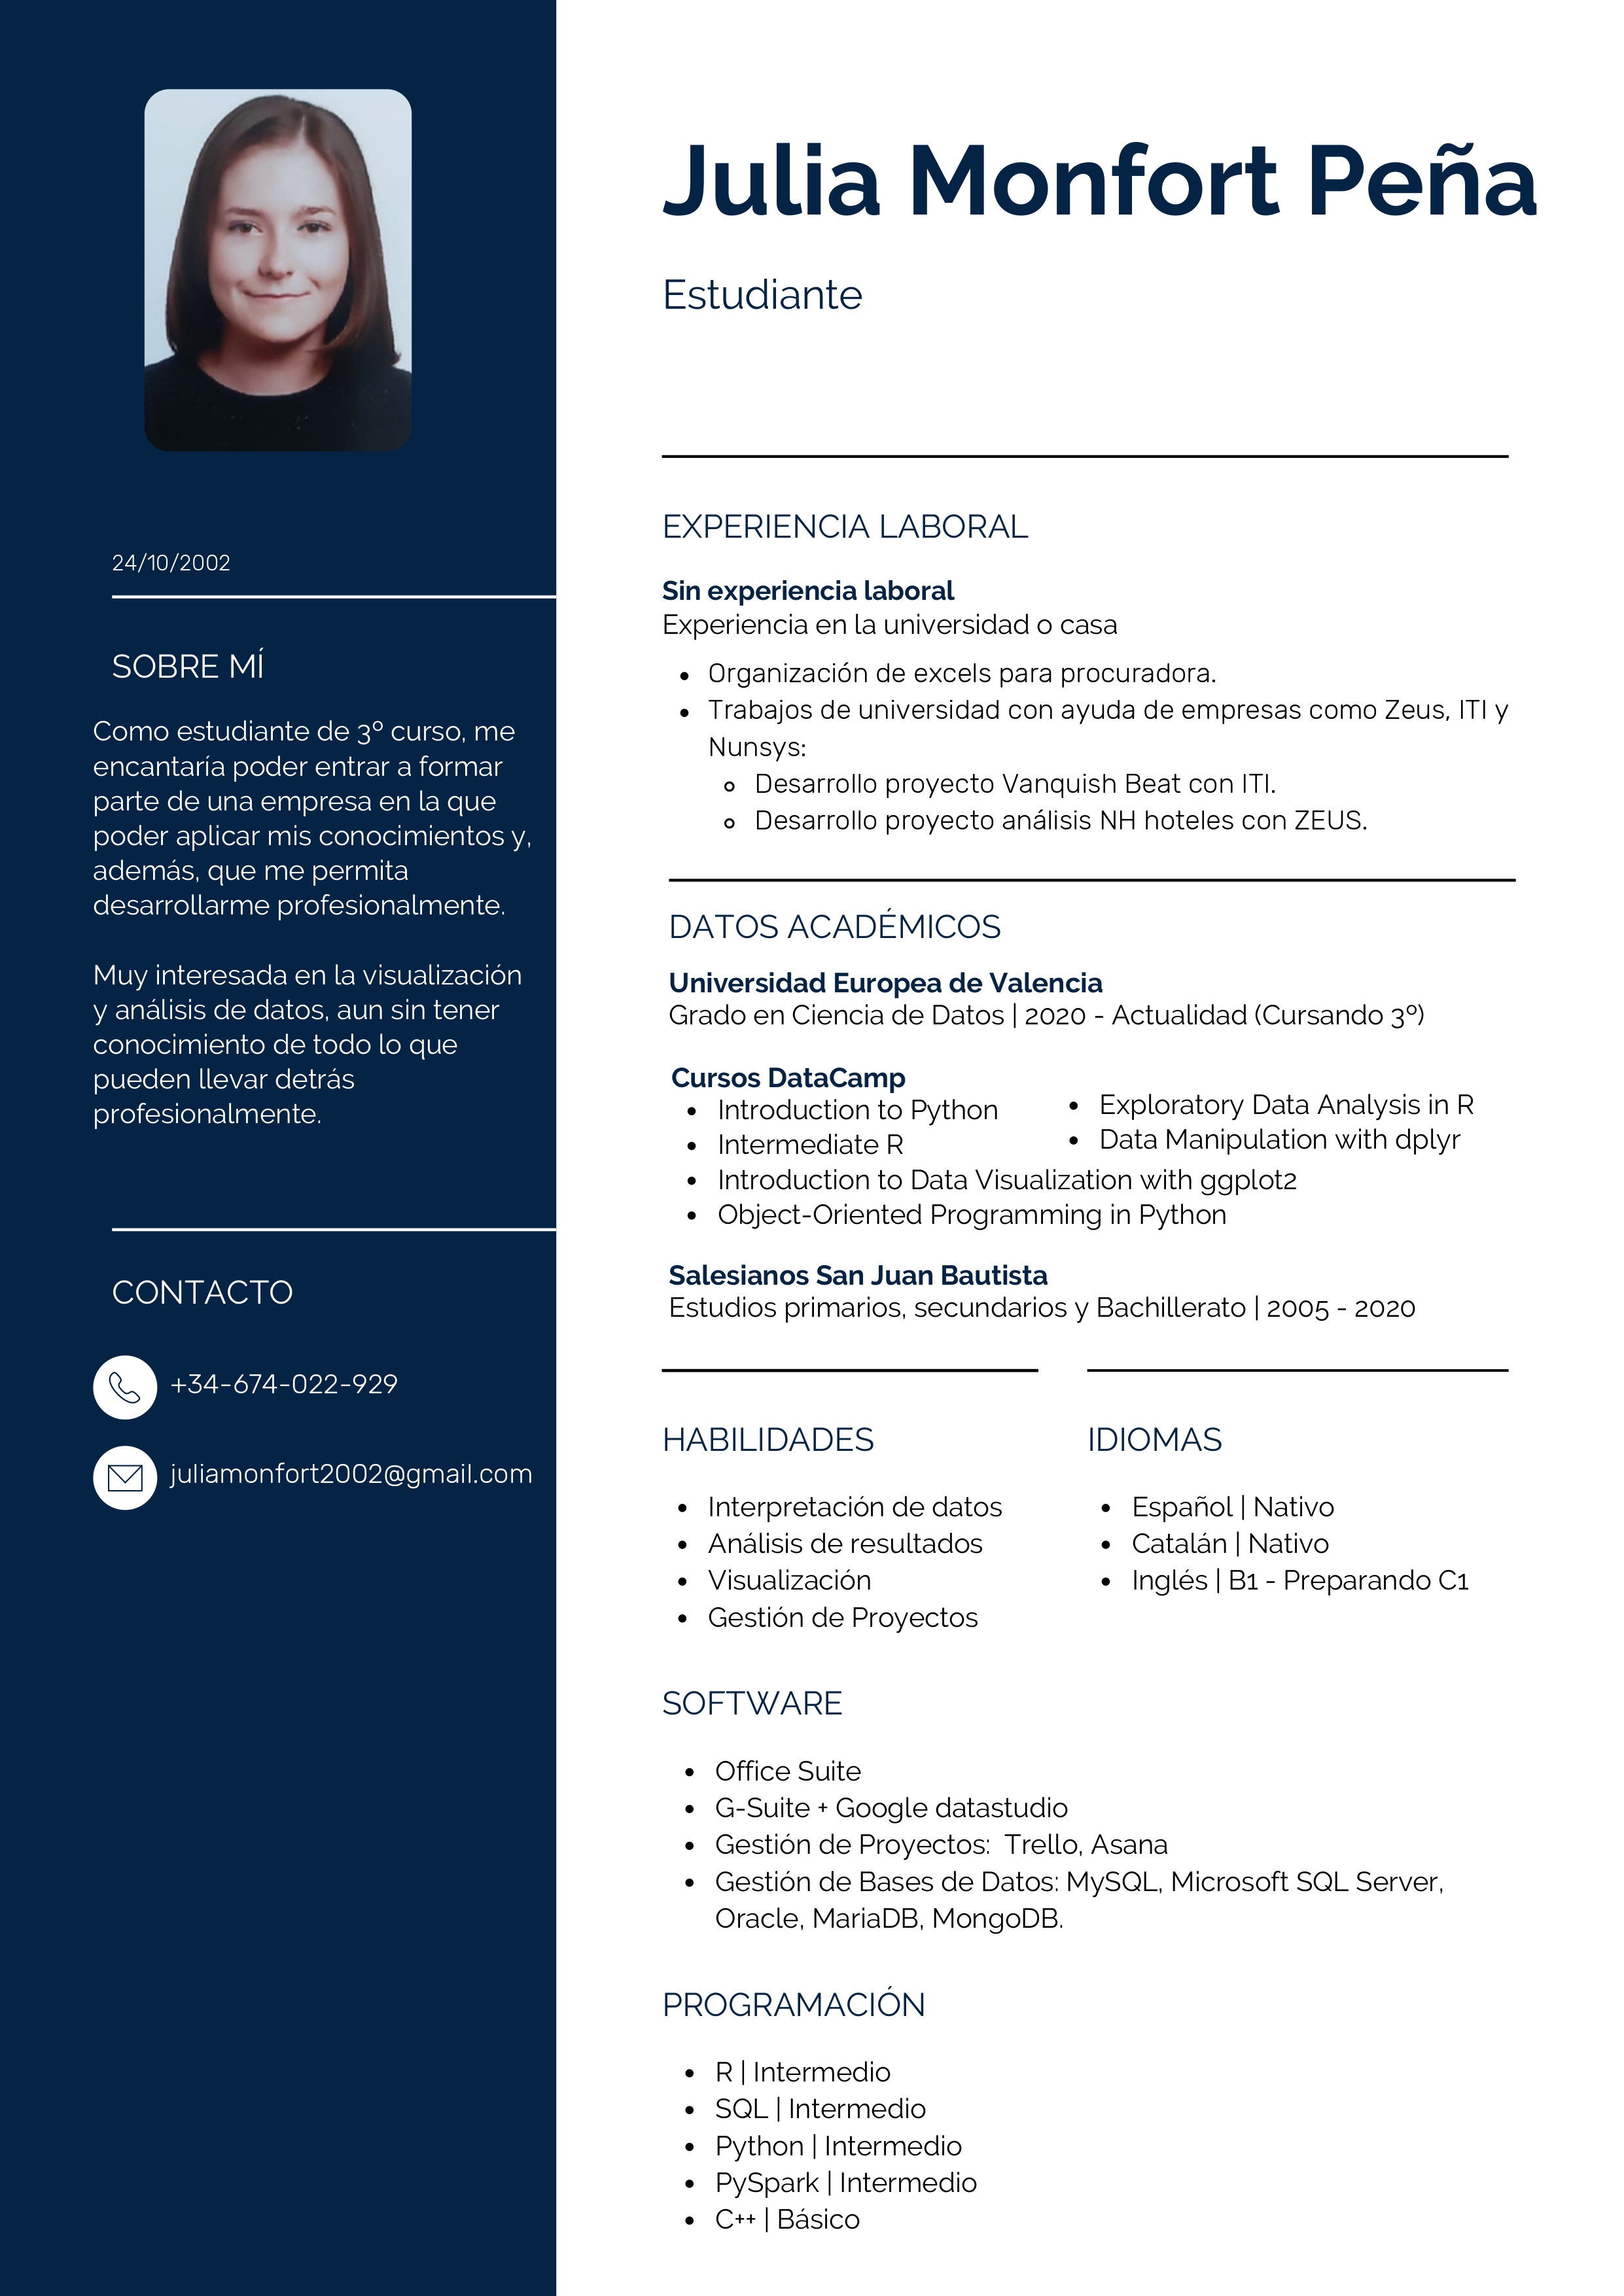 Julia Monfort Peña
Estudiante
24/10/2002
SOBRE MÍ
Como estudiante de 3º curso, me
encantaría poder entrar a formar
parte de una empresa en la que
poder aplicar mis conocimientos y,
además, que me permita
desarrollarme profesionalmente.
Muy interesada en la visualización
y análisis de datos, aun sin tener
conocimiento de todo lo que
pueden llevar detrás
profesionalmente.
CONTACTO
+34-674-022-929
juliamonfort2002@gmail.com
EXPERIENCIA LABORAL
Sin experiencia laboral
Experiencia en la universidad o casa
• Organización de excels para procuradora.
• Trabajos de universidad con ayuda de empresas como Zeus, ITI y
Nunsys:
◦ Desarrollo proyecto Vanquish Beat con ITI.
◦ Desarrollo proyecto análisis NH hoteles con ZEUS.
DATOS ACADÉMICOS
Universidad Europea de Valencia
Grado en Ciencia de Datos | 2020 - Actualidad (Cursando 3º)
Cursos DataCamp
• Introduction to Python
• Intermediate R
• Introduction to Data Visualization with ggplot2
• Object-Oriented Programming in Python
• Exploratory Data Analysis in R
• Data Manipulation with dplyr
Salesianos San Juan Bautista
Estudios primarios, secundarios y Bachillerato | 2005 - 2020
HABILIDADES
• Interpretación de datos
• Análisis de resultados
• Visualización
• Gestión de Proyectos
IDIOMAS
• Español | Nativo
• Catalán | Nativo
• Inglés | B1 - Preparando C1
SOFTWARE
• Office Suite
• G-Suite + Google datastudio
• Gestión de Proyectos:  Trello, Asana
• Gestión de Bases de Datos: MySQL, Microsoft SQL Server,
Oracle, MariaDB, MongoDB.
PROGRAMACIÓN
• R | Intermedio
• SQL | Intermedio
• Python | Intermedio
• PySpark | Intermedio
• C++ | Básico